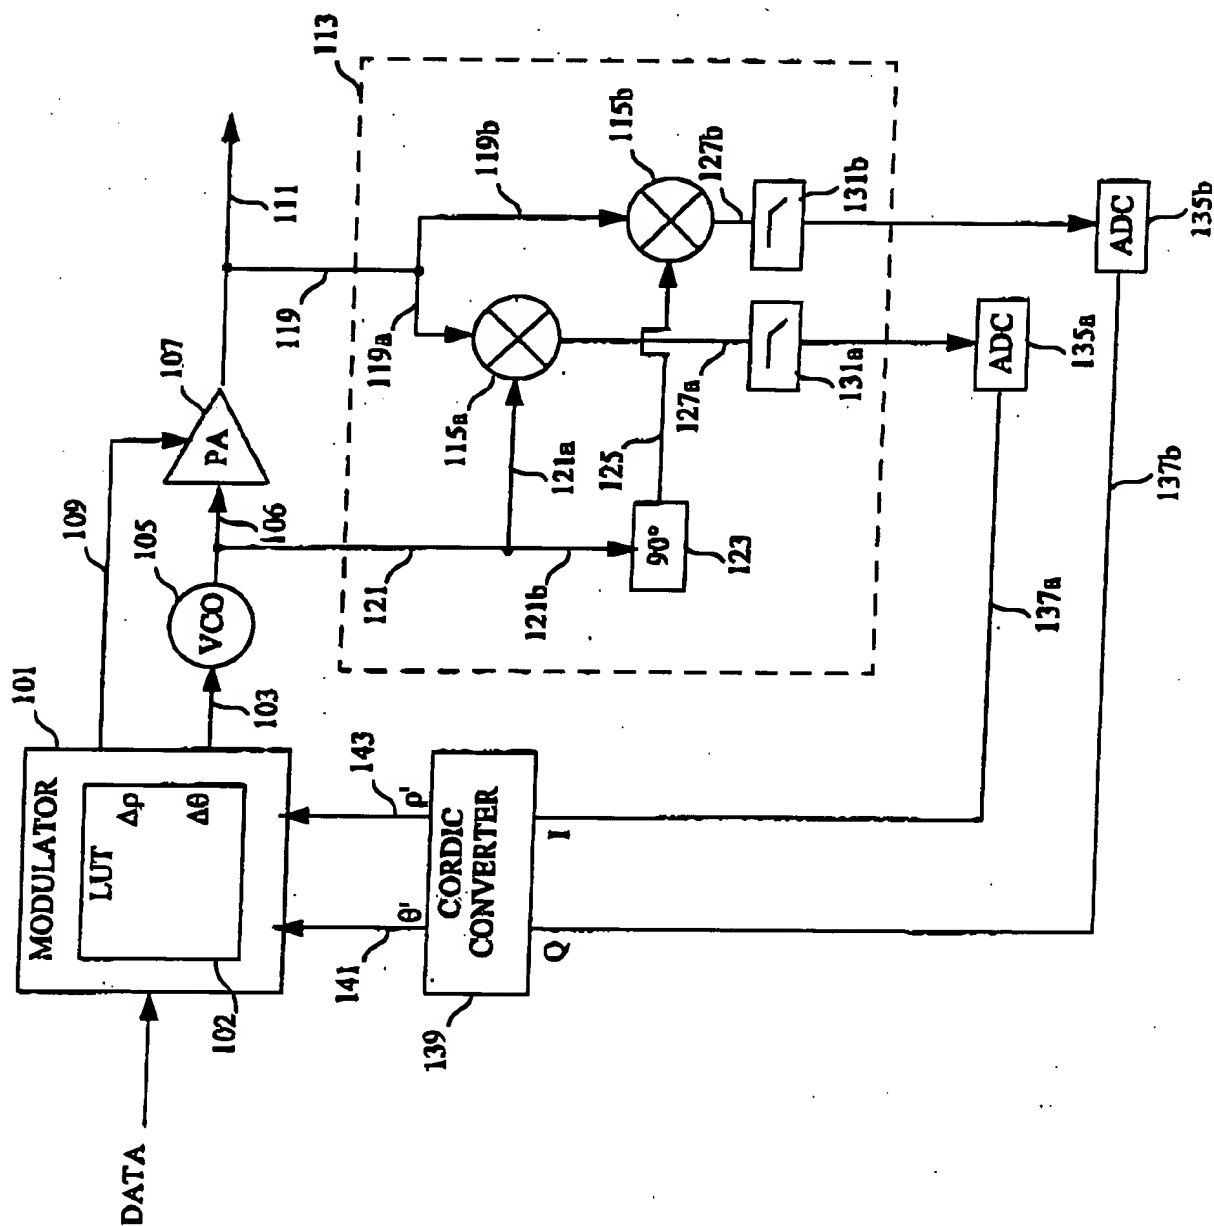 113
111
119
119a
119b
115b
127b
131b
ADC
135b
107
PA
109
105
VCO
106
115a
121a
125
127a
131a
ADC
135a
121
121b
90°
123
137b
137a
101
103
MODULATOR
LUT
Δρ
Δθ
102
143
ρ'
θ'
141
CORDIC
CONVERTER
I
Q
139
DATA